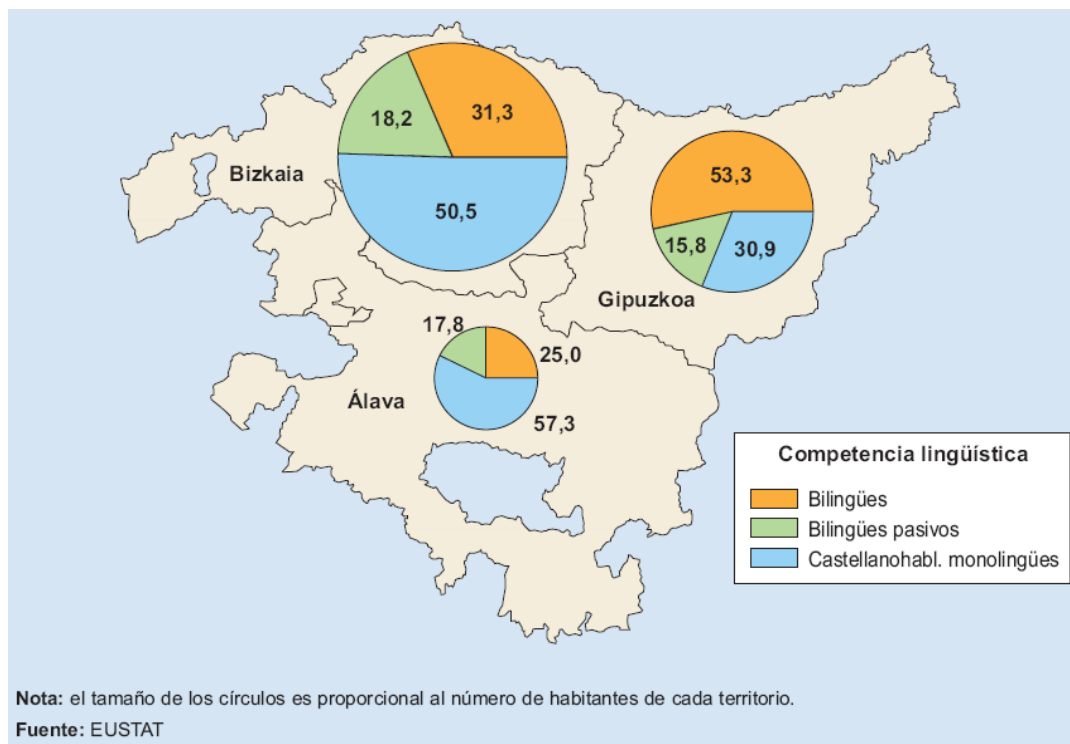 18,2
31,3
Bizkaia
50,5
53,3
15,8
30,9
Gipuzkoa
17,8
25,0
Álava
57,3
Competencia lingüística
Bilingües
Bilingües pasivos
Castellanohabl. monolingües
Nota: el tamaño de los círculos es proporcional al número de habitantes de cada territorio.
Fuente: EUSTAT